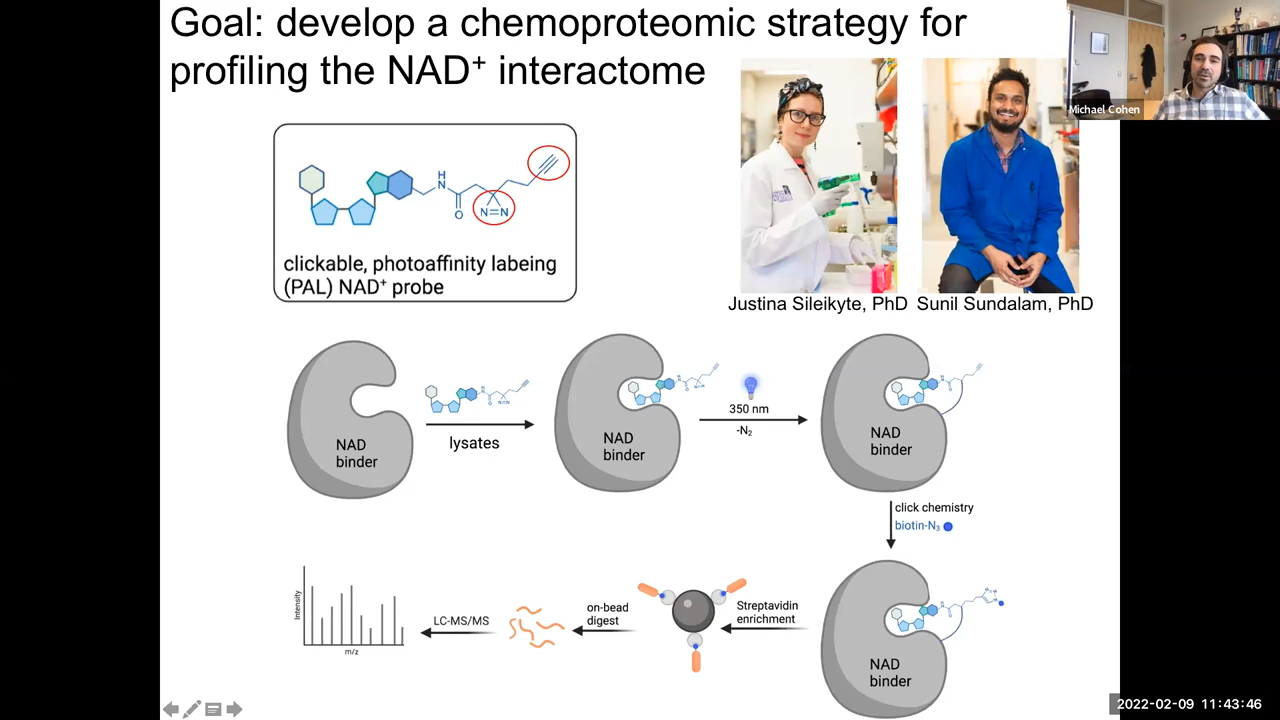 Goal: develop a chemoproteomic strategy for
profiling the NAD⁺ interactome
Michael Cohen
H
N
O
N=N
clickable, photoaffinity labeing
(PAL) NAD⁺ probe
Justina Sileikyte, PhD
Sunil Sundalam, PhD
NAD
binder
lysates
NAD
binder
350 nm
-N₂
NAD
binder
click chemistry
biotin-N₃
NAD
binder
Streptavidin
enrichment
on-bead
digest
LC-MS/MS
Intensity
m/z
2022-02-09 11:43:46